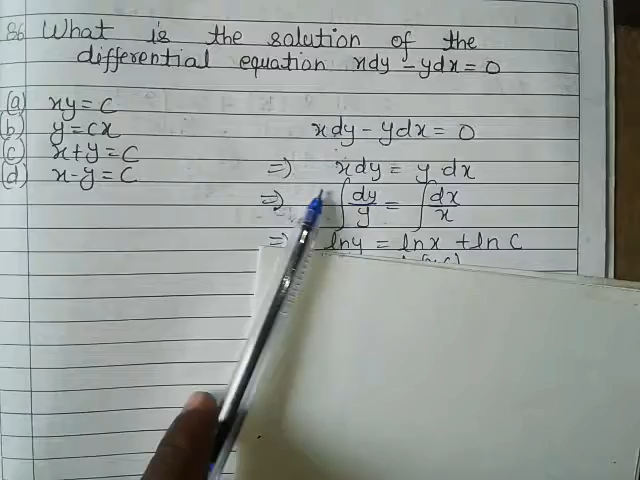 86 What is the solution of the
differential equation xdy - ydx = 0
(a) xy = C
(b) y = cx
(c) x+y = C
(d) x-y = C
xdy - ydx = 0
⇒ xdy = y dx
⇒ ∫ dy/y = ∫ dx/x
⇒ lny = lnx + ln C